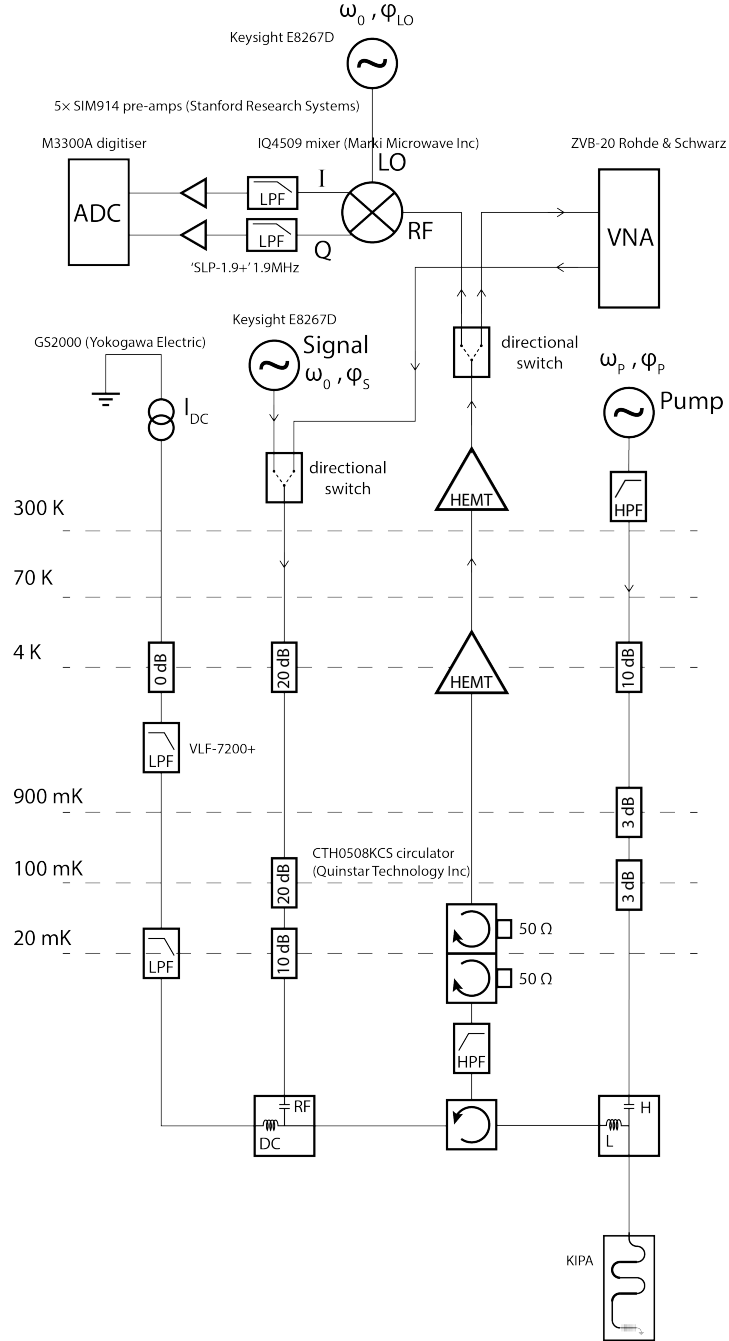 ω0 , φLO
Keysight E8267D
5× SIM914 pre-amps (Stanford Research Systems)
M3300A digitiser
IQ4509 mixer (Marki Microwave Inc)
ZVB-20 Rohde & Schwarz
LO
I
ADC
LPF
RF
VNA
LPF
Q
‘SLP-1.9+’ 1.9MHz
Keysight E8267D
GS2000 (Yokogawa Electric)
Signal
ω0 , φS
directional
switch
ωP , φP
Pump
IDC
directional
switch
HEMT
HPF
300 K
70 K
4 K
0 dB
20 dB
HEMT
10 dB
LPF
VLF-7200+
900 mK
3 dB
CTH0508KCS circulator
(Quinstar Technology Inc)
100 mK
20 dB
3 dB
50 Ω
20 mK
LPF
10 dB
50 Ω
HPF
RF
DC
H
L
KIPA